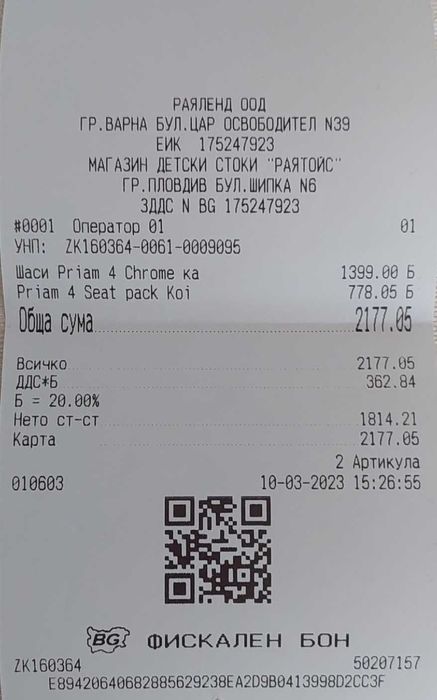 РАЯЛЕНД ООД
ГР.ВАРНА БУЛ.ЦАР ОСВОБОДИТЕЛ N39
ЕИК 175247923
МАГАЗИН ДЕТСКИ СТОКИ "РАЯТОЙС"
ГР.ПЛОВДИВ БУЛ.ШИПКА N6
ЗДДС N BG 175247923
#0001 Оператор 01 01
УНП: ZK160364-0061-0009095
Шаси Priam 4 Chrome ка 1399.00 Б
Priam 4 Seat pack Koi 778.05 Б
Обща сума 2177.05
Всичко 2177.05
ДДС*Б 362.84
Б = 20.00%
Нето ст-ст 1814.21
Карта 2177.05
2 Артикула
010603 10-03-2023 15:26:55
BG ФИСКАЛЕН БОН
ZK160364 50207157
E894206406828856292 38EA2D9B0413998D2CC3F